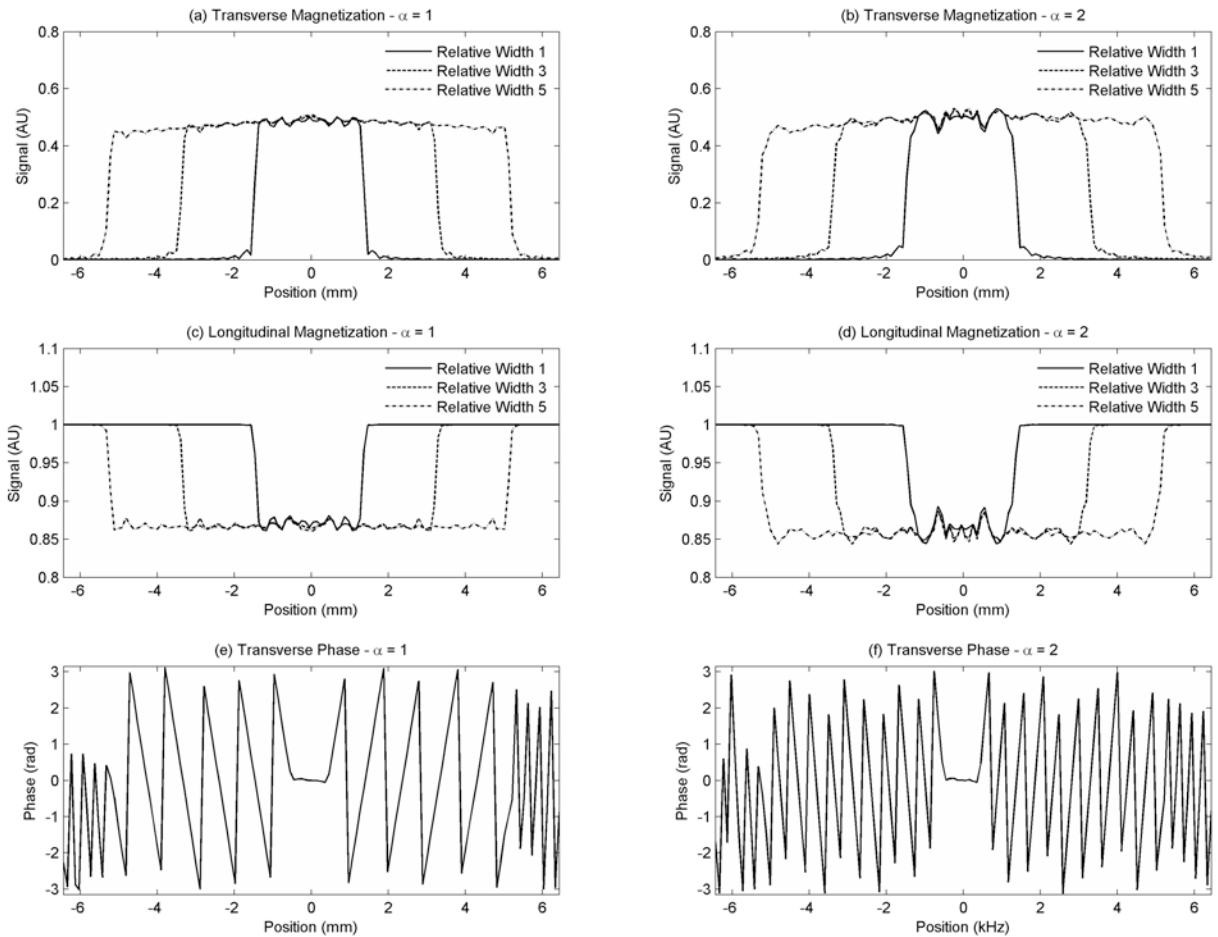 (a) Transverse Magnetization - α = 1
Signal (AU)
0.8
0.6
0.4
0.2
0
Relative Width 1
Relative Width 3
Relative Width 5
-6 -4 -2 0 2 4 6
Position (mm)
(b) Transverse Magnetization - α = 2
Signal (AU)
0.8
0.6
0.4
0.2
0
Relative Width 1
Relative Width 3
Relative Width 5
-6 -4 -2 0 2 4 6
Position (mm)
(c) Longitudinal Magnetization - α = 1
Signal (AU)
1.1
1.05
1
0.95
0.9
0.85
0.8
Relative Width 1
Relative Width 3
Relative Width 5
-6 -4 -2 0 2 4 6
Position (mm)
(d) Longitudinal Magnetization - α = 2
Signal (AU)
1.1
1.05
1
0.95
0.9
0.85
0.8
Relative Width 1
Relative Width 3
Relative Width 5
-6 -4 -2 0 2 4 6
Position (mm)
(e) Transverse Phase - α = 1
Phase (rad)
3
2
1
0
-1
-2
-3
-6 -4 -2 0 2 4 6
Position (mm)
(f) Transverse Phase - α = 2
Phase (rad)
3
2
1
0
-1
-2
-3
-6 -4 -2 0 2 4 6
Position (kHz)